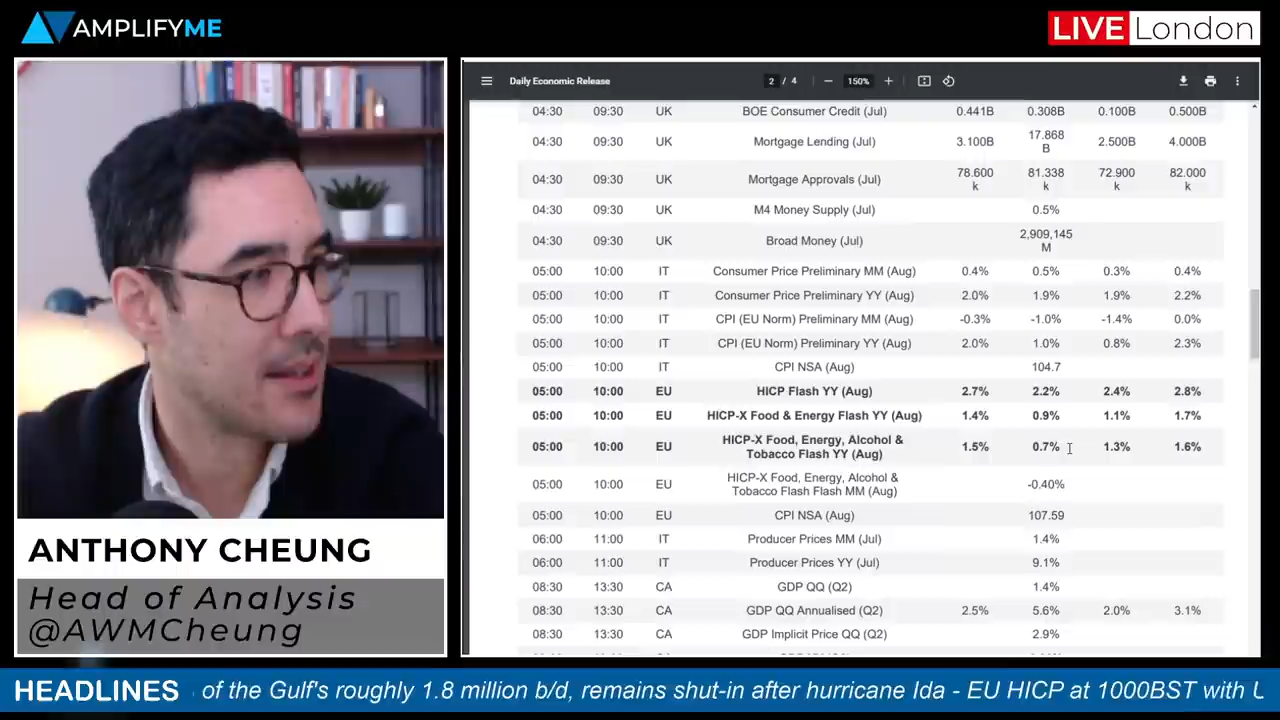 AMPLIFYME
LIVE London
Daily Economic Release
2 / 4
150%
04:30 09:30 UK BOE Consumer Credit (Jul) 0.441B 0.308B 0.100B 0.500B
04:30 09:30 UK Mortgage Lending (Jul) 3.100B 17.868 B 2.500B 4.000B
04:30 09:30 UK Mortgage Approvals (Jul) 78.600 k 81.338 k 72.900 k 82.000 k
04:30 09:30 UK M4 Money Supply (Jul) 0.5%
04:30 09:30 UK Broad Money (Jul) 2,909,145 M
05:00 10:00 IT Consumer Price Preliminary MM (Aug) 0.4% 0.5% 0.3% 0.4%
05:00 10:00 IT Consumer Price Preliminary YY (Aug) 2.0% 1.9% 1.9% 2.2%
05:00 10:00 IT CPI (EU Norm) Preliminary MM (Aug) -0.3% -1.0% -1.4% 0.0%
05:00 10:00 IT CPI (EU Norm) Preliminary YY (Aug) 2.0% 1.0% 0.8% 2.3%
05:00 10:00 IT CPI NSA (Aug) 104.7
05:00 10:00 EU HICP Flash YY (Aug) 2.7% 2.2% 2.4% 2.8%
05:00 10:00 EU HICP-X Food & Energy Flash YY (Aug) 1.4% 0.9% 1.1% 1.7%
05:00 10:00 EU HICP-X Food, Energy, Alcohol & Tobacco Flash YY (Aug) 1.5% 0.7% 1.3% 1.6%
05:00 10:00 EU HICP-X Food, Energy, Alcohol & Tobacco Flash Flash MM (Aug) -0.40%
05:00 10:00 EU CPI NSA (Aug) 107.59
06:00 11:00 IT Producer Prices MM (Jul) 1.4%
06:00 11:00 IT Producer Prices YY (Jul) 9.1%
08:30 13:30 CA GDP QQ (Q2) 1.4%
08:30 13:30 CA GDP QQ Annualised (Q2) 2.5% 5.6% 2.0% 3.1%
08:30 13:30 CA GDP Implicit Price QQ (Q2) 2.9%
ANTHONY CHEUNG
Head of Analysis
@AWMCheung
HEADLINES of the Gulf's roughly 1.8 million b/d, remains shut-in after hurricane Ida - EU HICP at 1000BST with